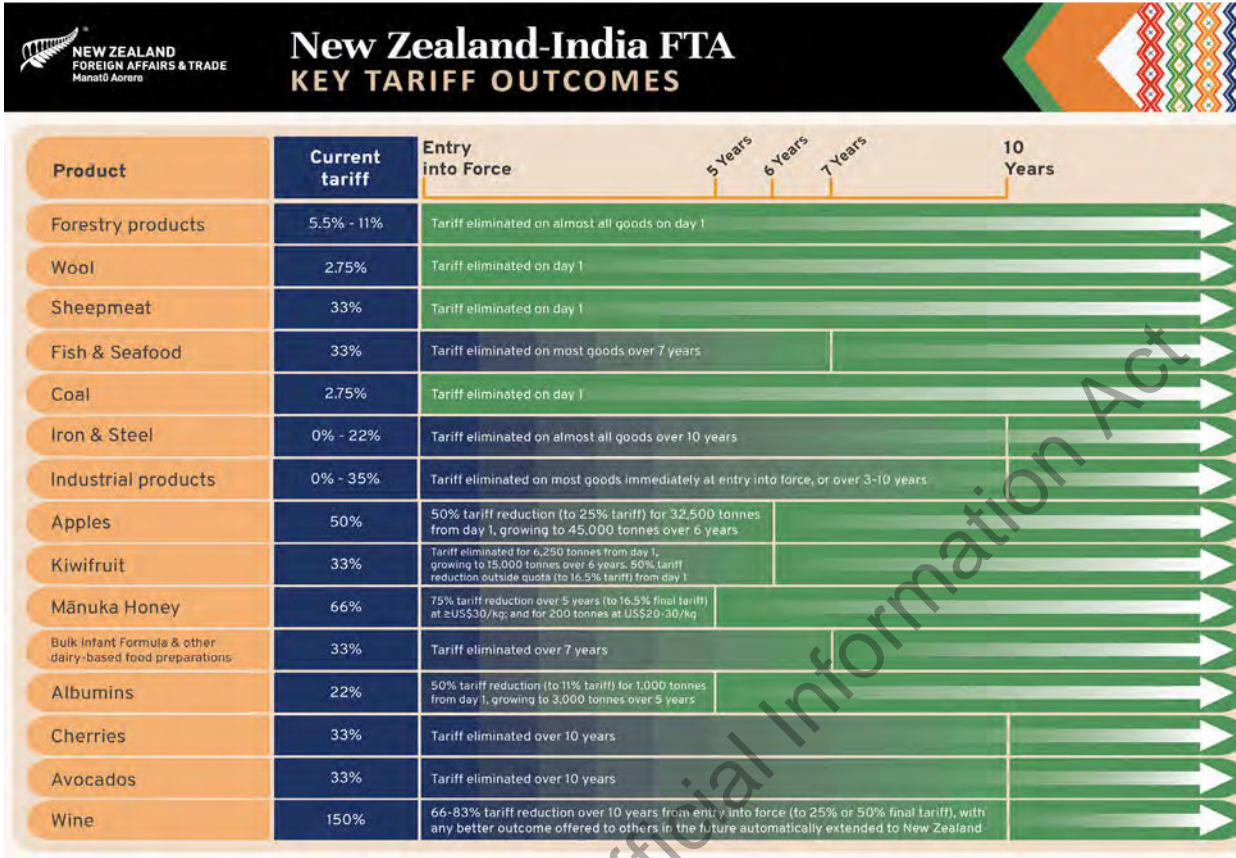 NEW ZEALAND
FOREIGN AFFAIRS & TRADE
Manatū Aorere
New Zealand-India FTA
KEY TARIFF OUTCOMES
Product
Current
tariff
Entry
into Force
5 Years
6 Years
7 Years
10
Years
Forestry products
5.5% - 11%
Tariff eliminated on almost all goods on day 1
Wool
2.75%
Tariff eliminated on day 1
Sheepmeat
33%
Tariff eliminated on day 1
Fish & Seafood
33%
Tariff eliminated on most goods over 7 years
Coal
2.75%
Tariff eliminated on day 1
Iron & Steel
0% - 22%
Tariff eliminated on almost all goods over 10 years
Industrial products
0% - 35%
Tariff eliminated on most goods immediately at entry into force, or over 3-10 years
Apples
50%
50% tariff reduction (to 25% tariff) for 32,500 tonnes
from day 1, growing to 45,000 tonnes over 6 years
Kiwifruit
33%
Tariff eliminated for 6,250 tonnes from day 1,
growing to 15,000 tonnes over 6 years. 50% tariff
reduction outside quota (to 16.5% tariff) from day 1
Mānuka Honey
66%
75% tariff reduction over 5 years (to 16.5% final tariff)
at ≥US$30/kg; and for 200 tonnes at US$20-30/kg
Bulk Infant Formula & other
dairy-based food preparations
33%
Tariff eliminated over 7 years
Albumins
22%
50% tariff reduction (to 11% tariff) for 1,000 tonnes
from day 1, growing to 3,000 tonnes over 5 years
Cherries
33%
Tariff eliminated over 10 years
Avocados
33%
Tariff eliminated over 10 years
Wine
150%
66-83% tariff reduction over 10 years from entry into force (to 25% or 50% final tariff), with
any better outcome offered to others in the future automatically extended to New Zealand
Information Act